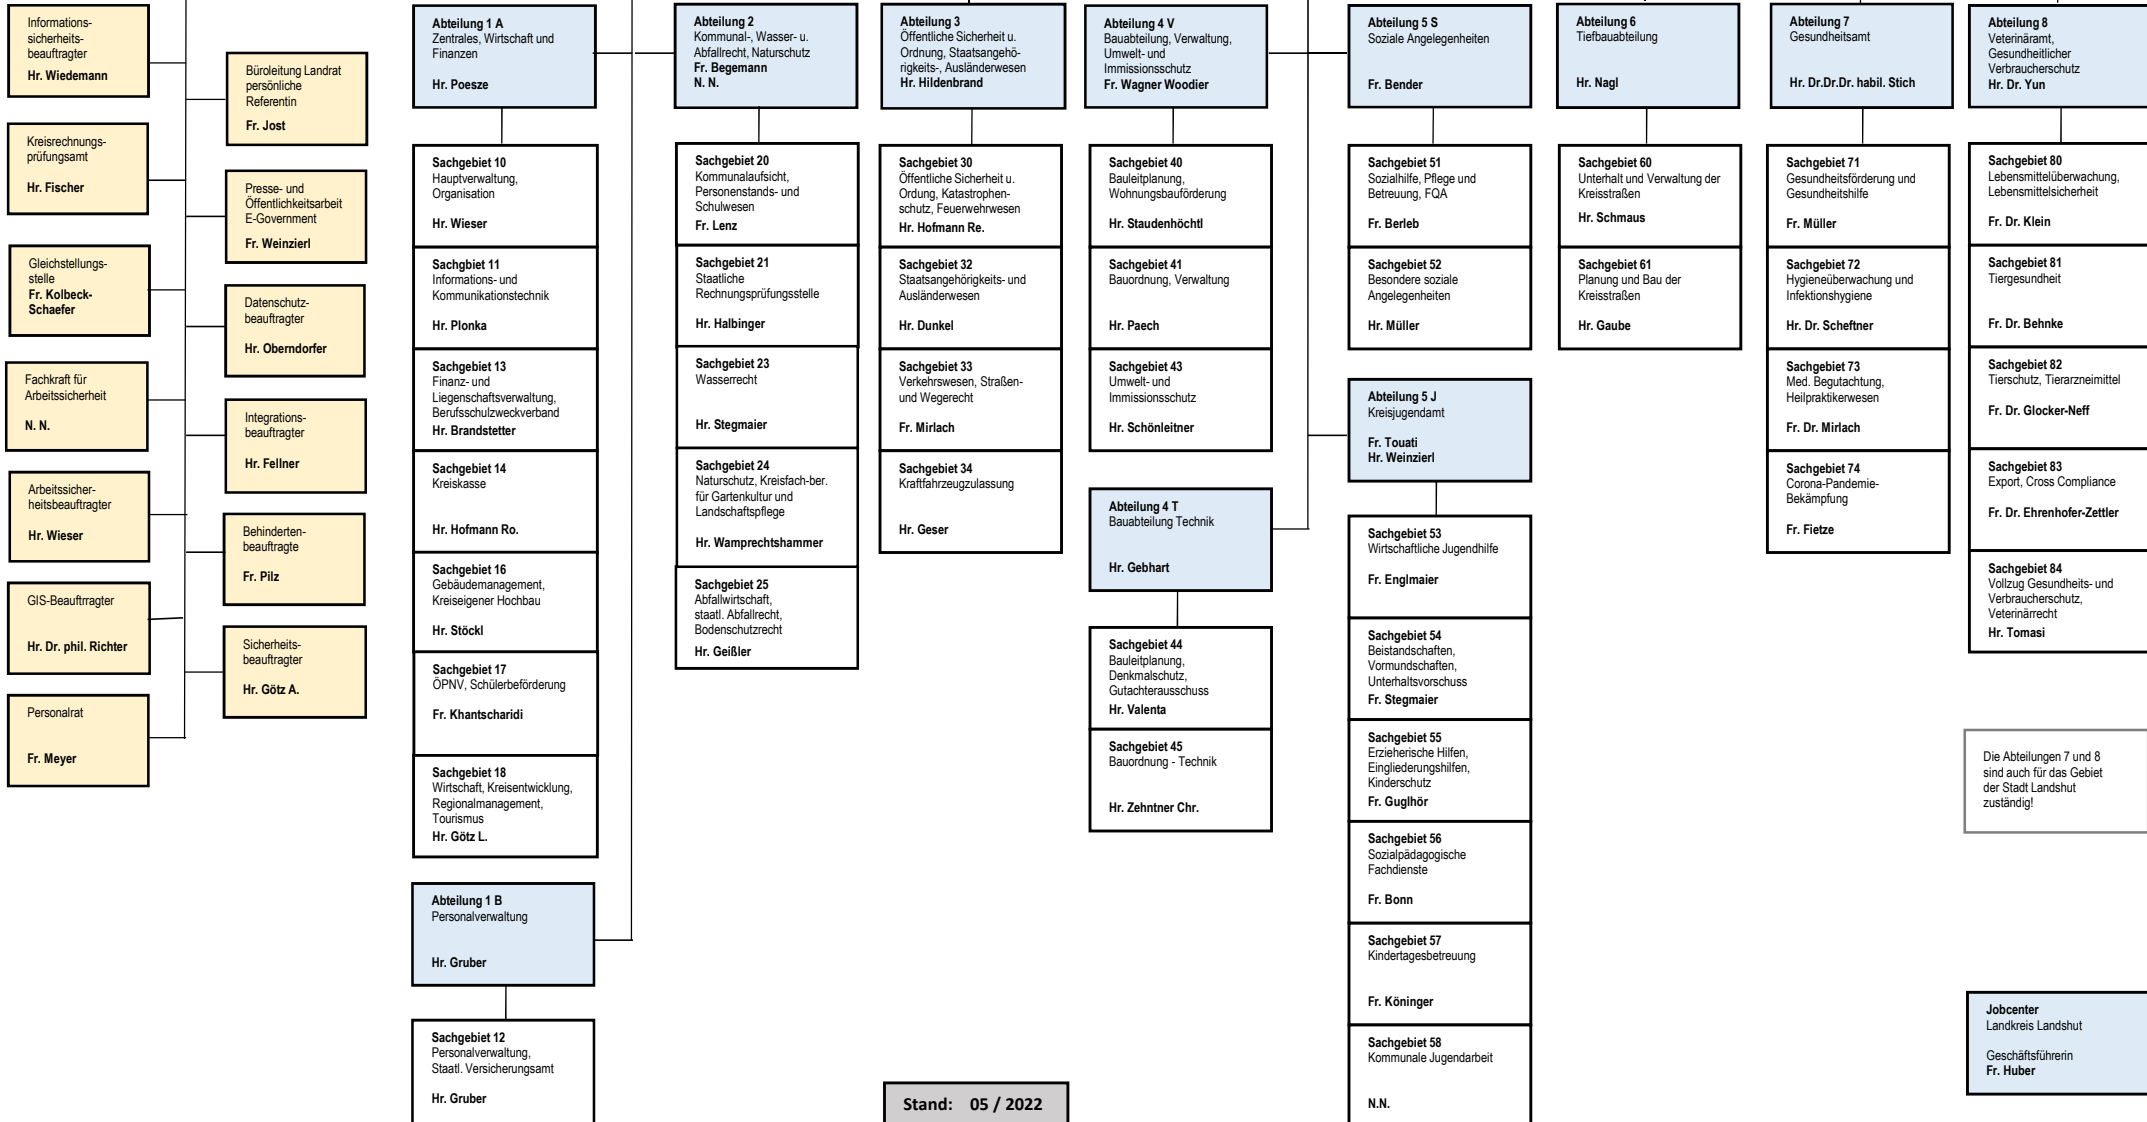 Informations-
sicherheits-
beauftragter
Hr. Wiedemann
Kreisrechnungs-
prüfungsamt
Hr. Fischer
Gleichstellungs-
stelle
Fr. Kolbeck-
Schaefer
Fachkraft für
Arbeitssicherheit
N. N.
Arbeitssicher-
heitsbeauftragter
Hr. Wieser
GIS-Beauftrragter
Hr. Dr. phil. Richter
Personalrat
Fr. Meyer
Büroleitung Landrat
persönliche
Referentin
Fr. Jost
Presse- und
Öffentlichkeitsarbeit
E-Government
Fr. Weinzierl
Datenschutz-
beauftragter
Hr. Oberndorfer
Integrations-
beauftragter
Hr. Fellner
Behinderten-
beauftragte
Fr. Pilz
Sicherheits-
beauftragter
Hr. Götz A.
Abteilung 1 A
Zentrales, Wirtschaft und
Finanzen
Hr. Poesze
Sachgebiet 10
Hauptverwaltung,
Organisation
Hr. Wieser
Sachgbiet 11
Informations- und
Kommunikationstechnik
Hr. Plonka
Sachgebiet 13
Finanz- und
Liegenschaftsverwaltung,
Berufsschulzweckverband
Hr. Brandstetter
Sachgebiet 14
Kreiskasse
Hr. Hofmann Ro.
Sachgebiet 16
Gebäudemanagement,
Kreiseigener Hochbau
Hr. Stöckl
Sachgebiet 17
ÖPNV, Schülerbeförderung
Fr. Khantscharidi
Sachgebiet 18
Wirtschaft, Kreisentwicklung,
Regionalmanagement,
Tourismus
Hr. Götz L.
Abteilung 1 B
Personalverwaltung
Hr. Gruber
Sachgebiet 12
Personalverwaltung,
Staatl. Versicherungsamt
Hr. Gruber
Abteilung 2
Kommunal-, Wasser- u.
Abfallrecht, Naturschutz
Fr. Begemann
N. N.
Sachgebiet 20
Kommunalaufsicht,
Personenstands- und
Schulwesen
Fr. Lenz
Sachgebiet 21
Staatliche
Rechnungsprüfungsstelle
Hr. Halbinger
Sachgebiet 23
Wasserrecht
Hr. Stegmaier
Sachgebiet 24
Naturschutz, Kreisfach-ber.
für Gartenkultur und
Landschaftspflege
Hr. Wamprechtshammer
Sachgebiet 25
Abfallwirtschaft,
staatl. Abfallrecht,
Bodenschutzrecht
Hr. Geißler
Abteilung 3
Öffentliche Sicherheit u.
Ordnung, Staatsangehö-
rigkeits-, Ausländerwesen
Hr. Hildenbrand
Sachgebiet 30
Öffentliche Sicherheit u.
Ordung, Katastrophen-
schutz, Feuerwehrwesen
Hr. Hofmann Re.
Sachgebiet 32
Staatsangehörigkeits- und
Ausländerwesen
Hr. Dunkel
Sachgebiet 33
Verkehrswesen, Straßen-
und Wegerecht
Fr. Mirlach
Sachgebiet 34
Kraftfahrzeugzulassung
Hr. Geser
Stand: 05 / 2022
Abteilung 4 V
Bauabteilung, Verwaltung,
Umwelt- und
Immissionsschutz
Fr. Wagner Woodier
Sachgebiet 40
Bauleitplanung,
Wohnungsbauförderung
Hr. Staudenhöchtl
Sachgebiet 41
Bauordnung, Verwaltung
Hr. Paech
Sachgebiet 43
Umwelt- und
Immissionsschutz
Hr. Schönleitner
Abteilung 4 T
Bauabteilung Technik
Hr. Gebhart
Sachgebiet 44
Bauleitplanung,
Denkmalschutz,
Gutachterausschuss
Hr. Valenta
Sachgebiet 45
Bauordnung - Technik
Hr. Zehntner Chr.
Abteilung 5 S
Soziale Angelegenheiten
Fr. Bender
Sachgebiet 51
Sozialhilfe, Pflege und
Betreuung, FQA
Fr. Berleb
Sachgebiet 52
Besondere soziale
Angelegenheiten
Hr. Müller
Abteilung 5 J
Kreisjugendamt
Fr. Touati
Hr. Weinzierl
Sachgebiet 53
Wirtschaftliche Jugendhilfe
Fr. Englmaier
Sachgebiet 54
Beistandschaften,
Vormundschaften,
Unterhaltsvorschuss
Fr. Stegmaier
Sachgebiet 55
Erzieherische Hilfen,
Eingliederungshilfen,
Kinderschutz
Fr. Guglhör
Sachgebiet 56
Sozialpädagogische
Fachdienste
Fr. Bonn
Sachgebiet 57
Kindertagesbetreuung
Fr. Köninger
Sachgebiet 58
Kommunale Jugendarbeit
N.N.
Abteilung 6
Tiefbauabteilung
Hr. Nagl
Sachgebiet 60
Unterhalt und Verwaltung der
Kreisstraßen
Hr. Schmaus
Sachgebiet 61
Planung und Bau der
Kreisstraßen
Hr. Gaube
Abteilung 7
Gesundheitsamt
Hr. Dr.Dr.Dr. habil. Stich
Sachgebiet 71
Gesundheitsförderung und
Gesundheitshilfe
Fr. Müller
Sachgebiet 72
Hygieneüberwachung und
Infektionshygiene
Hr. Dr. Scheftner
Sachgebiet 73
Med. Begutachtung,
Heilpraktikerwesen
Fr. Dr. Mirlach
Sachgebiet 74
Corona-Pandemie-
Bekämpfung
Fr. Fietze
Abteilung 8
Veterinäramt,
Gesundheitlicher
Verbraucherschutz
Hr. Dr. Yun
Sachgebiet 80
Lebensmittelüberwachung,
Lebensmittelsicherheit
Fr. Dr. Klein
Sachgebiet 81
Tiergesundheit
Fr. Dr. Behnke
Sachgebiet 82
Tierschutz, Tierarzneimittel
Fr. Dr. Glocker-Neff
Sachgebiet 83
Export, Cross Compliance
Fr. Dr. Ehrenhofer-Zettler
Sachgebiet 84
Vollzug Gesundheits- und
Verbraucherschutz,
Veterinärrecht
Hr. Tomasi
Die Abteilungen 7 und 8
sind auch für das Gebiet
der Stadt Landshut
zuständig!
Jobcenter
Landkreis Landshut
Geschäftsführerin
Fr. Huber